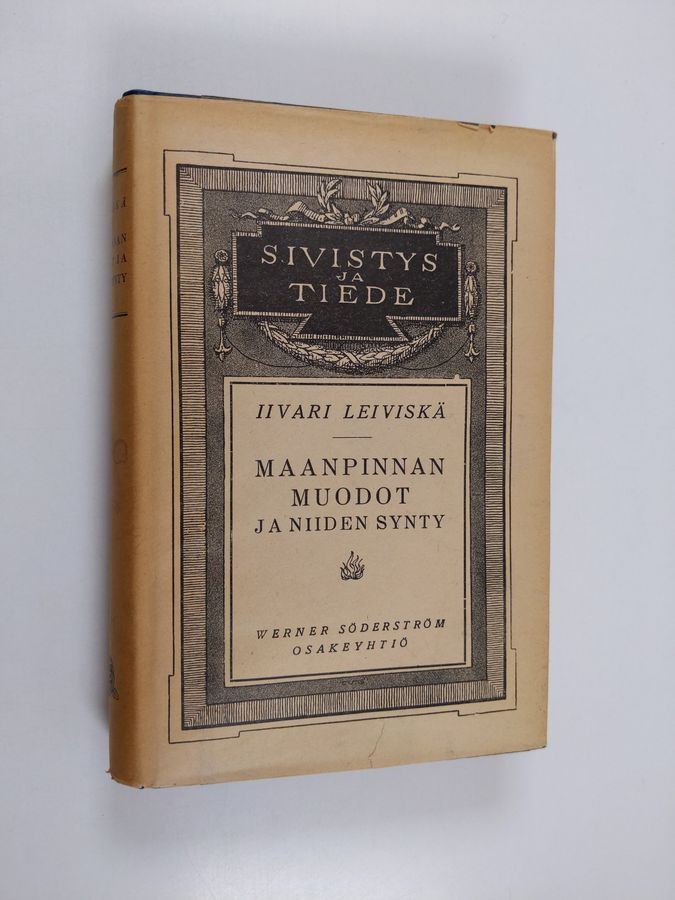 SIVISTYS
JA
TIEDE
IIVARI LEIVISKÄ
MAANPINNAN
MUODOT
JA NIIDEN SYNTY
WERNER SÖDERSTRÖM
OSAKEYHTIÖ